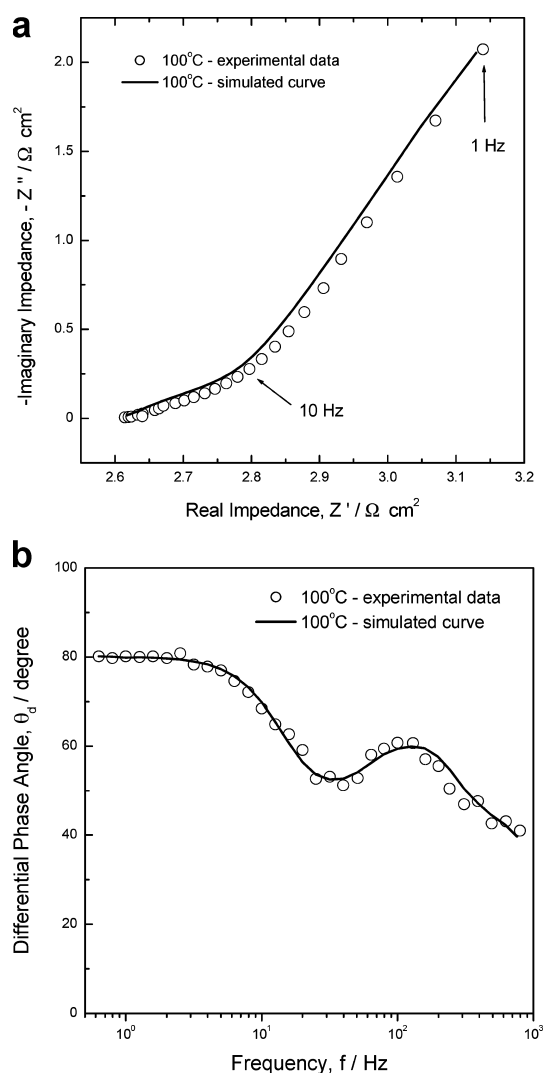 a
100°C - experimental data
100°C - simulated curve
1 Hz
10 Hz
-Imaginary Impedance, - Z '' / Ω cm²
2.0
1.5
1.0
0.5
0
2.6 2.7 2.8 2.9 3.0 3.1 3.2
Real Impedance, Z ' / Ω cm²
b
100°C - experimental data
100°C - simulated curve
Differential Phase Angle, θd / degree
100
80
60
40
20
0
10⁰ 10¹ 10² 10³
Frequency, f / Hz